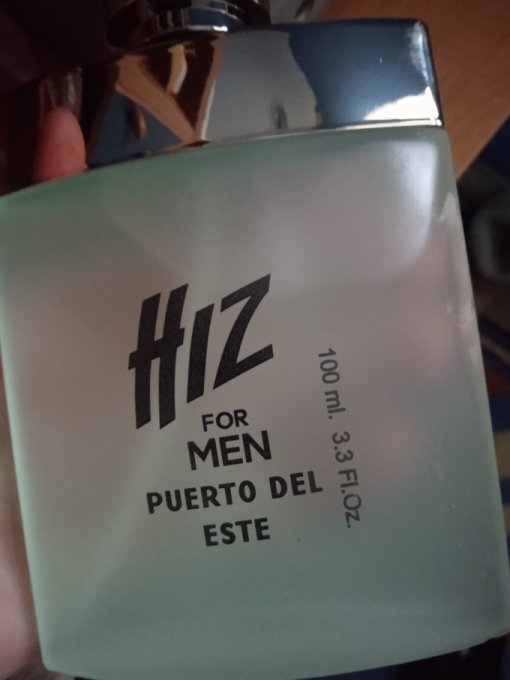 HIZ
FOR
MEN
PUERTO DEL
ESTE
100 ml. 3.3 Fl.Oz.